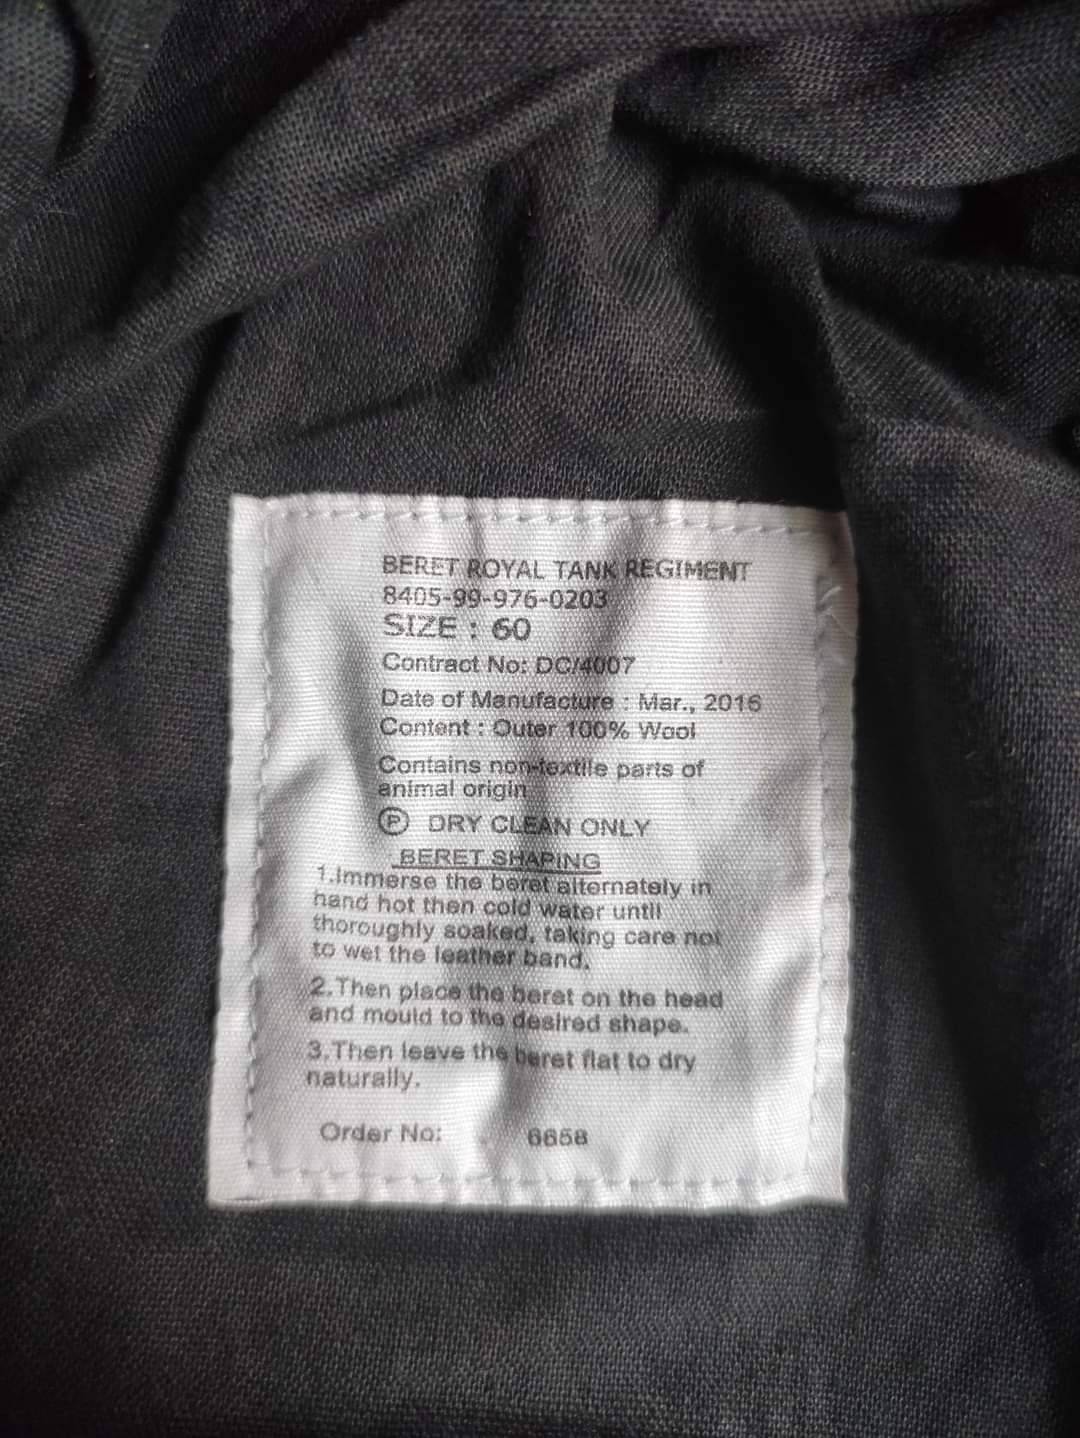 BERET ROYAL TANK REGIMENT
8405-99-976-0203
SIZE : 60
Contract No: DC/4007
Date of Manufacture : Mar., 2016
Content : Outer 100% Wool
Contains non-textile parts of
animal origin
Ⓟ DRY CLEAN ONLY
BERET SHAPING
1.Immerse the beret alternately in
hand hot then cold water until
thoroughly soaked, taking care not
to wet the leather band.
2.Then place the beret on the head
and mould to the desired shape.
3.Then leave the beret flat to dry
naturally.
Order No: 6658